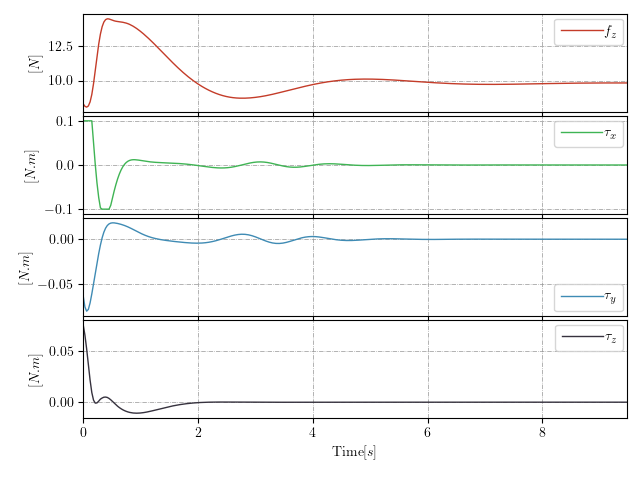 [N]
12.5
10.0
f_z
[N.m]
0.1
0.0
−0.1
τ_x
[N.m]
0.00
−0.05
τ_y
[N.m]
0.05
0.00
τ_z
0 2 4 6 8
Time[s]